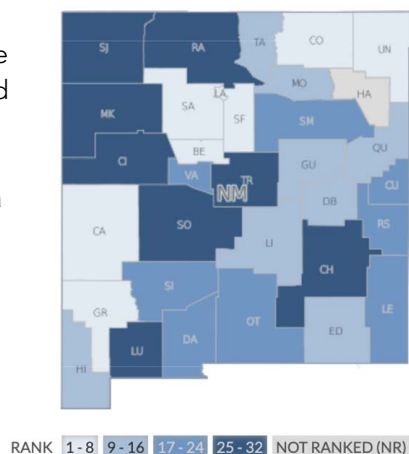 e
d
SJ RA TA CO UN
LA MO HA
MK SA SF SM QU
CI BE GU
VA TR CU
NM DB
CA SO LI RS
CH
SI
GR OT LE
LU DA ED
HI
RANK 1 - 8 9 - 16 17 - 24 25 - 32 NOT RANKED (NR)